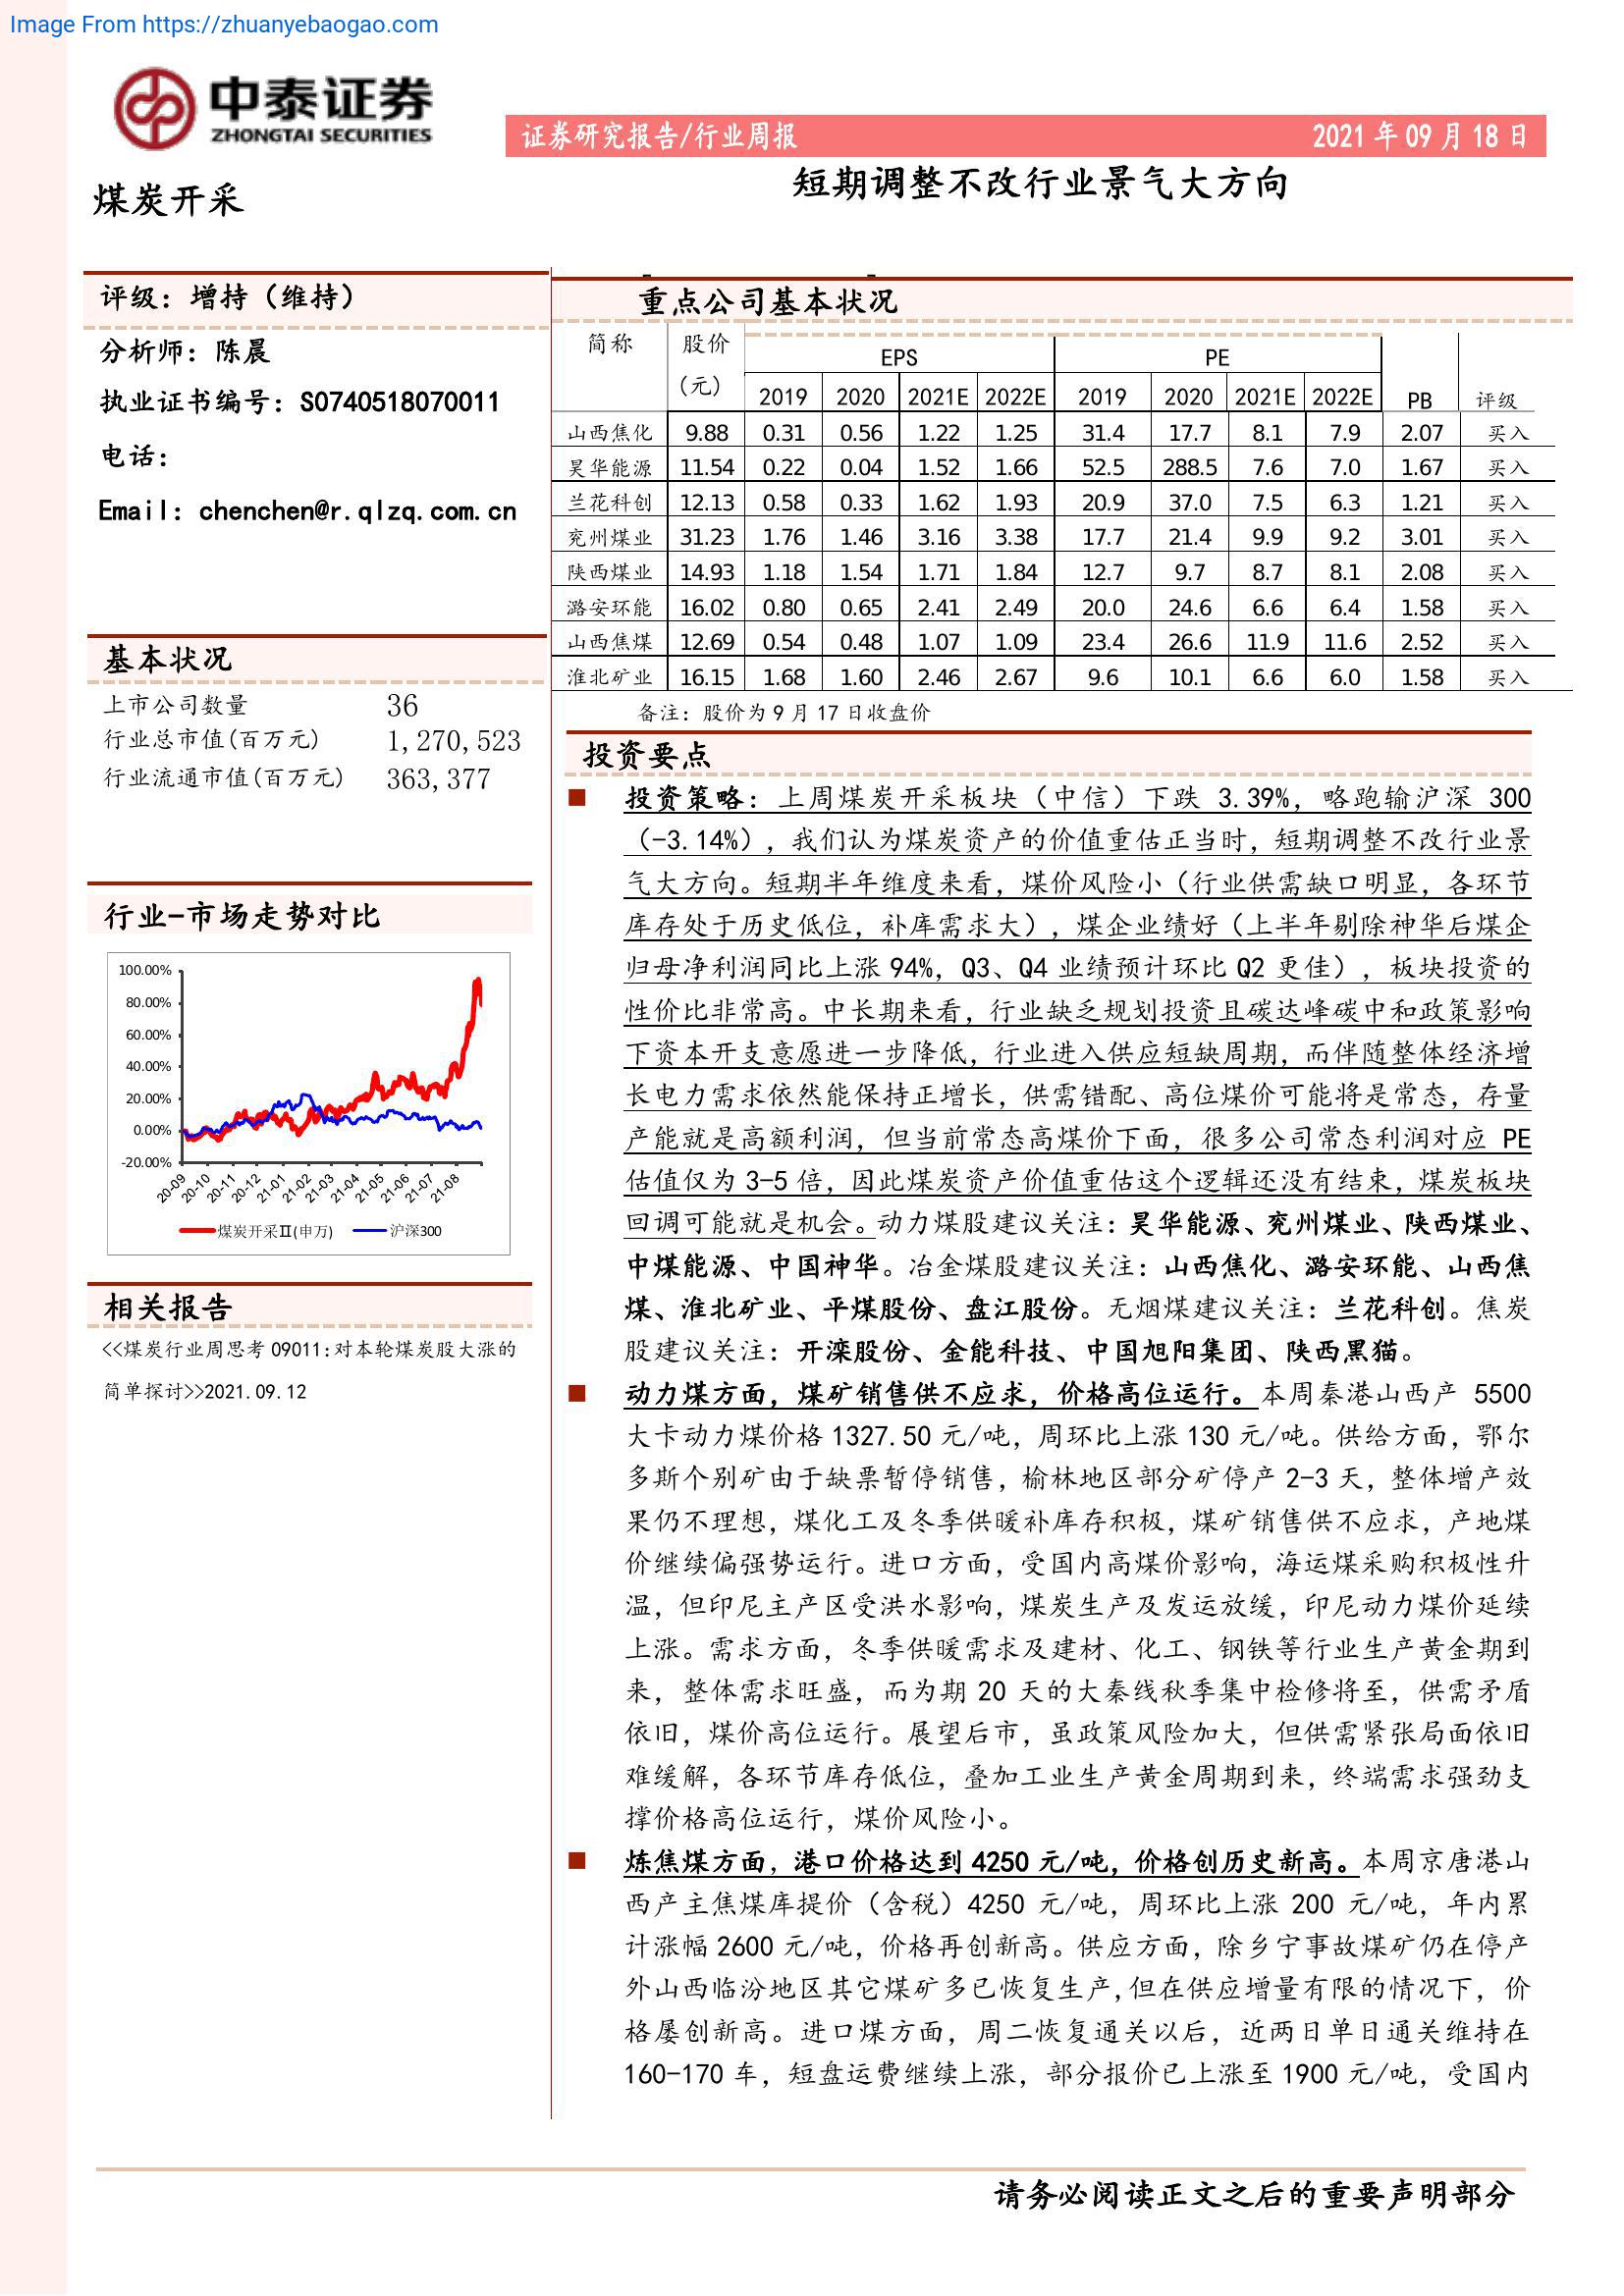 Image From https://zhuanyebaogao.com
中泰证券
ZHONGTAI SECURITIES
证券研究报告/行业周报 2021 年 09 月 18 日
煤炭开采
短期调整不改行业景气大方向
评级：增持（维持）
分析师：陈晨
执业证书编号：S0740518070011
电话：
Email：chenchen@r.qlzq.com.cn
基本状况
上市公司数量 36
行业总市值(百万元) 1,270,523
行业流通市值(百万元) 363,377
行业-市场走势对比
100.00%
80.00%
60.00%
40.00%
20.00%
0.00%
-20.00%
20-09 20-10 20-11 20-12 21-01 21-02 21-03 21-04 21-05 21-06 21-07 21-08
煤炭开采Ⅱ(申万) 沪深300
相关报告
<<煤炭行业周思考 09011:对本轮煤炭股大涨的
简单探讨>>2021.09.12
重点公司基本状况
简称 股价 EPS PE
(元) 2019 2020 2021E 2022E 2019 2020 2021E 2022E PB 评级
山西焦化 9.88 0.31 0.56 1.22 1.25 31.4 17.7 8.1 7.9 2.07 买入
昊华能源 11.54 0.22 0.04 1.52 1.66 52.5 288.5 7.6 7.0 1.67 买入
兰花科创 12.13 0.58 0.33 1.62 1.93 20.9 37.0 7.5 6.3 1.21 买入
兖州煤业 31.23 1.76 1.46 3.16 3.38 17.7 21.4 9.9 9.2 3.01 买入
陕西煤业 14.93 1.18 1.54 1.71 1.84 12.7 9.7 8.7 8.1 2.08 买入
潞安环能 16.02 0.80 0.65 2.41 2.49 20.0 24.6 6.6 6.4 1.58 买入
山西焦煤 12.69 0.54 0.48 1.07 1.09 23.4 26.6 11.9 11.6 2.52 买入
淮北矿业 16.15 1.68 1.60 2.46 2.67 9.6 10.1 6.6 6.0 1.58 买入
备注：股价为 9 月 17 日收盘价
投资要点
■ 投资策略：上周煤炭开采板块（中信）下跌 3.39%，略跑输沪深 300
（-3.14%），我们认为煤炭资产的价值重估正当时，短期调整不改行业景
气大方向。短期半年维度来看，煤价风险小（行业供需缺口明显，各环节
库存处于历史低位，补库需求大），煤企业绩好（上半年剔除神华后煤企
归母净利润同比上涨 94%，Q3、Q4 业绩预计环比 Q2 更佳），板块投资的
性价比非常高。中长期来看，行业缺乏规划投资且碳达峰碳中和政策影响
下资本开支意愿进一步降低，行业进入供应短缺周期，而伴随整体经济增
长电力需求依然能保持正增长，供需错配、高位煤价可能将是常态，存量
产能就是高额利润，但当前常态高煤价下面，很多公司常态利润对应 PE
估值仅为 3-5 倍，因此煤炭资产价值重估这个逻辑还没有结束，煤炭板块
回调可能就是机会。动力煤股建议关注：昊华能源、兖州煤业、陕西煤业、
中煤能源、中国神华。冶金煤股建议关注：山西焦化、潞安环能、山西焦
煤、淮北矿业、平煤股份、盘江股份。无烟煤建议关注：兰花科创。焦炭
股建议关注：开滦股份、金能科技、中国旭阳集团、陕西黑猫。
■ 动力煤方面，煤矿销售供不应求，价格高位运行。本周秦港山西产 5500
大卡动力煤价格 1327.50 元/吨，周环比上涨 130 元/吨。供给方面，鄂尔
多斯个别矿由于缺票暂停销售，榆林地区部分矿停产 2-3 天，整体增产效
果仍不理想，煤化工及冬季供暖补库存积极，煤矿销售供不应求，产地煤
价继续偏强势运行。进口方面，受国内高煤价影响，海运煤采购积极性升
温，但印尼主产区受洪水影响，煤炭生产及发运放缓，印尼动力煤价延续
上涨。需求方面，冬季供暖需求及建材、化工、钢铁等行业生产黄金期到
来，整体需求旺盛，而为期 20 天的大秦线秋季集中检修将至，供需矛盾
依旧，煤价高位运行。展望后市，虽政策风险加大，但供需紧张局面依旧
难缓解，各环节库存低位，叠加工业生产黄金周期到来，终端需求强劲支
撑价格高位运行，煤价风险小。
■ 炼焦煤方面，港口价格达到 4250 元/吨，价格创历史新高。本周京唐港山
西产主焦煤库提价（含税）4250 元/吨，周环比上涨 200 元/吨，年内累
计涨幅 2600 元/吨，价格再创新高。供应方面，除乡宁事故煤矿仍在停产
外山西临汾地区其它煤矿多已恢复生产,但在供应增量有限的情况下，价
格屡创新高。进口煤方面，周二恢复通关以后，近两日单日通关维持在
160-170 车，短盘运费继续上涨，部分报价已上涨至 1900 元/吨，受国内
请务必阅读正文之后的重要声明部分